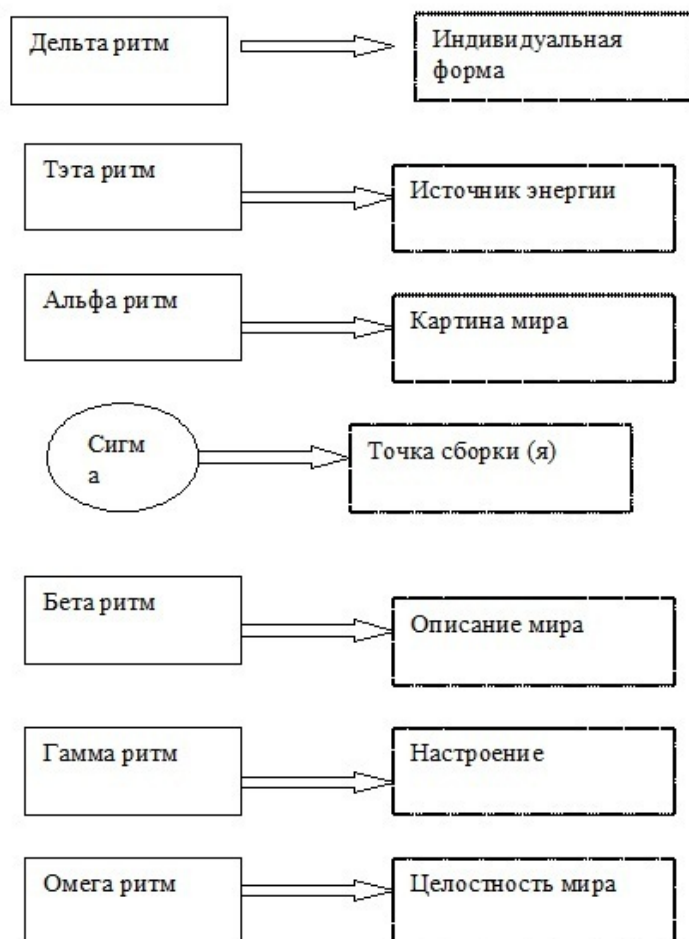 Дельта ритм
Индивидуальная
форма
Тэта ритм
Источник энергии
Альфа ритм
Картина мира
Сигм
а
Точка сборки (я)
Бета ритм
Описание мира
Гамма ритм
Настроение
Омега ритм
Целостность мира